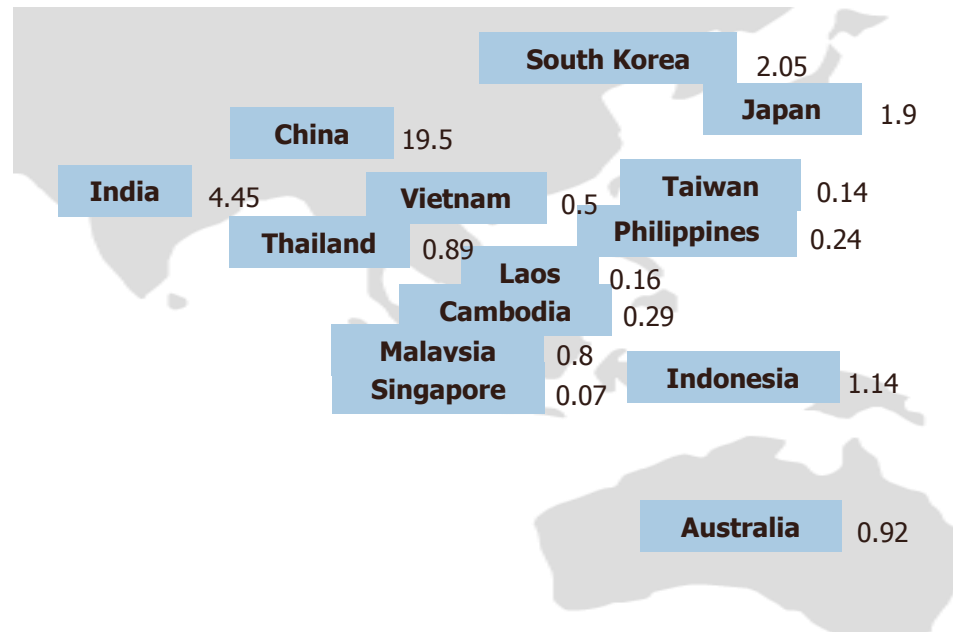 South Korea 2.05
Japan 1.9
China 19.5
India 4.45
Vietnam 0.5
Taiwan 0.14
Thailand 0.89
Philippines 0.24
Laos 0.16
Cambodia 0.29
Malaysia 0.8
Singapore 0.07
Indonesia 1.14
Australia 0.92